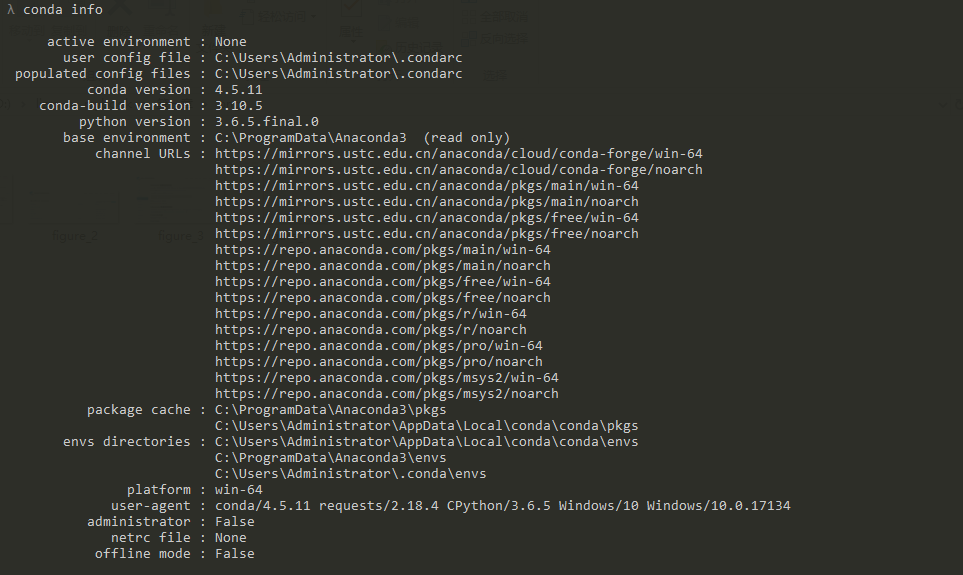 λ conda info
active environment : None
user config file : C:\Users\Administrator\.condarc
populated config files : C:\Users\Administrator\.condarc
conda version : 4.5.11
conda-build version : 3.10.5
python version : 3.6.5.final.0
base environment : C:\ProgramData\Anaconda3  (read only)
channel URLs : https://mirrors.ustc.edu.cn/anaconda/cloud/conda-forge/win-64
https://mirrors.ustc.edu.cn/anaconda/cloud/conda-forge/noarch
https://mirrors.ustc.edu.cn/anaconda/pkgs/main/win-64
https://mirrors.ustc.edu.cn/anaconda/pkgs/main/noarch
https://mirrors.ustc.edu.cn/anaconda/pkgs/free/win-64
https://mirrors.ustc.edu.cn/anaconda/pkgs/free/noarch
https://repo.anaconda.com/pkgs/main/win-64
https://repo.anaconda.com/pkgs/main/noarch
https://repo.anaconda.com/pkgs/free/win-64
https://repo.anaconda.com/pkgs/free/noarch
https://repo.anaconda.com/pkgs/r/win-64
https://repo.anaconda.com/pkgs/r/noarch
https://repo.anaconda.com/pkgs/pro/win-64
https://repo.anaconda.com/pkgs/pro/noarch
https://repo.anaconda.com/pkgs/msys2/win-64
https://repo.anaconda.com/pkgs/msys2/noarch
package cache : C:\ProgramData\Anaconda3\pkgs
C:\Users\Administrator\AppData\Local\conda\conda\pkgs
envs directories : C:\Users\Administrator\AppData\Local\conda\conda\envs
C:\ProgramData\Anaconda3\envs
C:\Users\Administrator\.conda\envs
platform : win-64
user-agent : conda/4.5.11 requests/2.18.4 CPython/3.6.5 Windows/10 Windows/10.0.17134
administrator : False
netrc file : None
offline mode : False